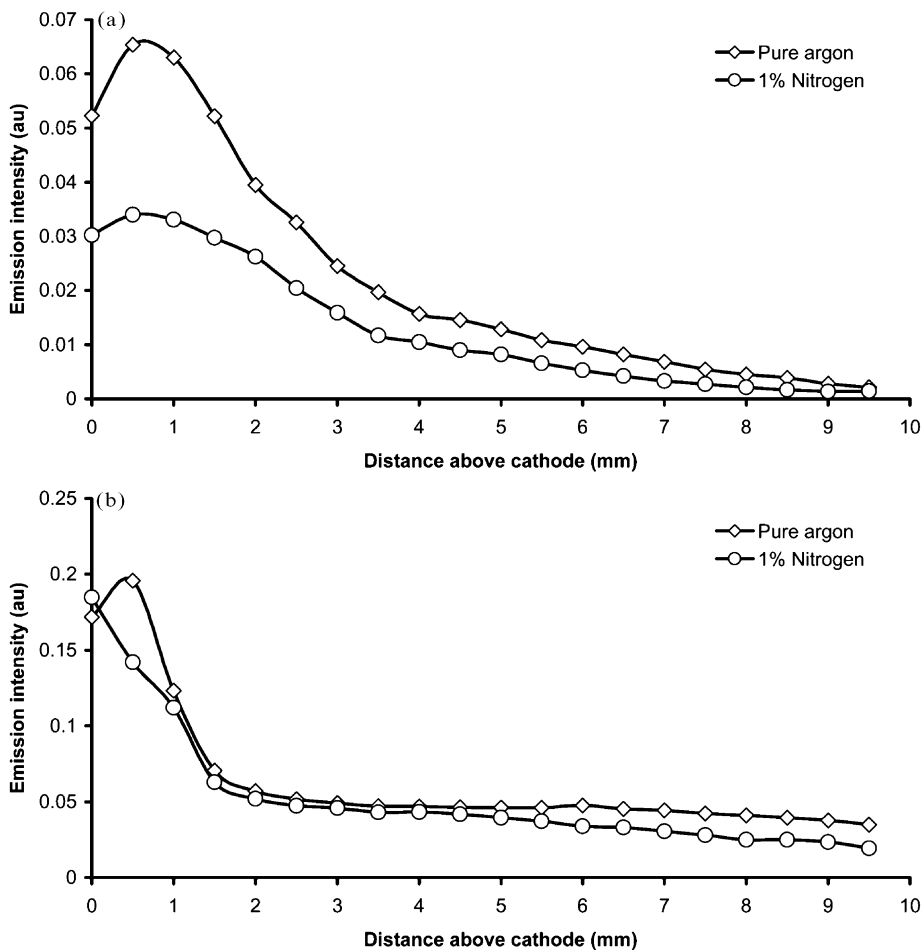 (a)
0.07
0.06
0.05
0.04
0.03
0.02
0.01
0
Emission intensity (au)
Pure argon
1% Nitrogen
0 1 2 3 4 5 6 7 8 9 10
Distance above cathode (mm)
(b)
0.25
0.2
0.15
0.1
0.05
0
Emission intensity (au)
Pure argon
1% Nitrogen
0 1 2 3 4 5 6 7 8 9 10
Distance above cathode (mm)